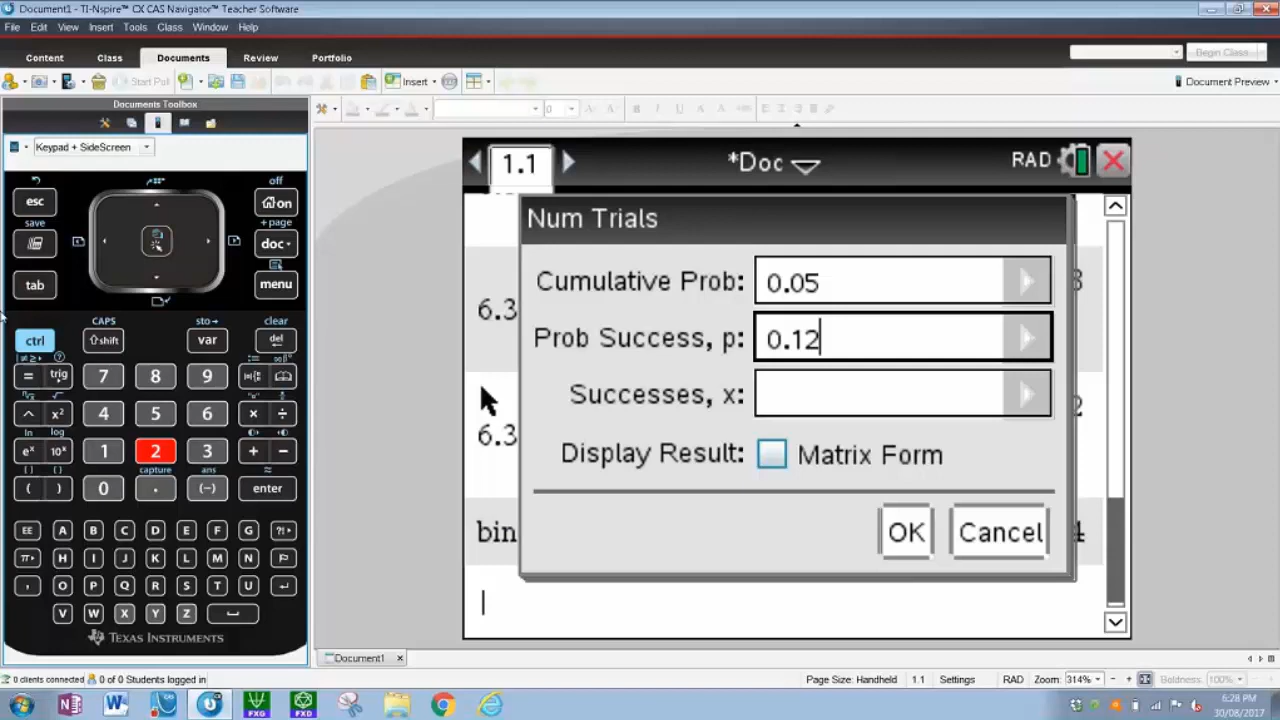 Document1 - TI-Nspire™ CX CAS Navigator™ Teacher Software
File Edit View Insert Tools Class Window Help
Content Class Documents Review Portfolio
Begin Class
Start Poll Insert Document Preview
Documents Toolbox
Keypad + SideScreen
esc
save
tab
off
on
+ page
doc
menu
CAPS sto→ clear
ctrl shift var del
= trig 7 8 9
^ x² 4 5 6 × ÷
ln log
eˣ 10ˣ 1 2 3 + −
{ } capture ans ≈
( ) 0 . (−) enter
EE A B C D E F G ?!
π H I J K L M N
, O P Q R S T U
V W X Y Z
TEXAS INSTRUMENTS
1.1 *Doc RAD
Num Trials
Cumulative Prob: 0.05
Prob Success, p: 0.12
Successes, x:
Display Result: Matrix Form
OK Cancel
6.3
6.3
bin
Document1
0 clients connected 0 of 0 Students logged in
Page Size: Handheld 1.1 Settings RAD Zoom: 314% − + Boldness: 100%
6:28 PM
30/08/2017